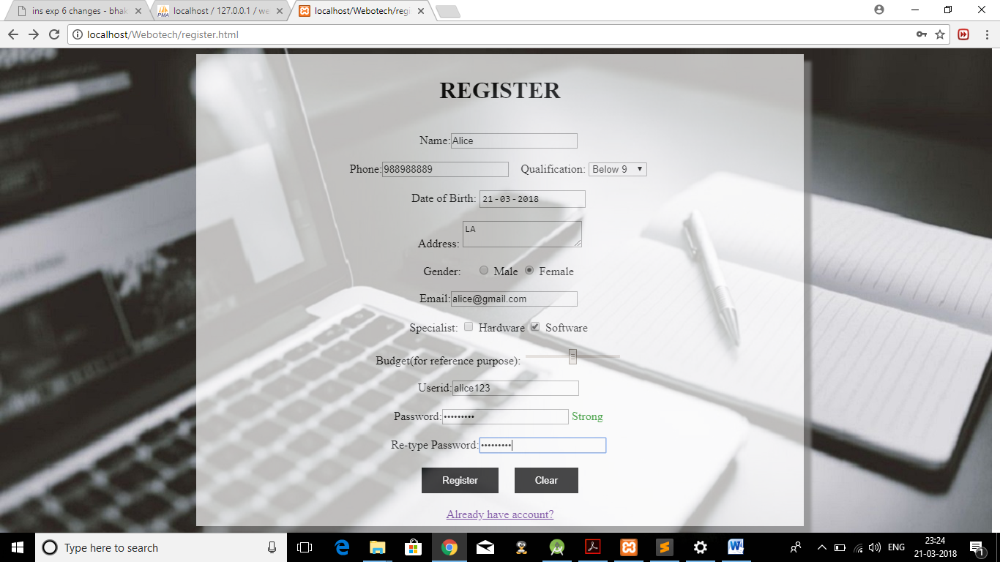 ins exp 6 changes - bhak
localhost / 127.0.0.1 / we
localhost/Webotech/regi
localhost/Webotech/register.html
REGISTER
Name: Alice
Phone: 988988889 Qualification: Below 9
Date of Birth: 21-03-2018
Address: LA
Gender: Male Female
Email: alice@gmail.com
Specialist: Hardware Software
Budget(for reference purpose):
Userid: alice123
Password: ••••••••• Strong
Re-type Password: •••••••••
Register Clear
Already have account?
Type here to search
ENG
23:24
21-03-2018
1